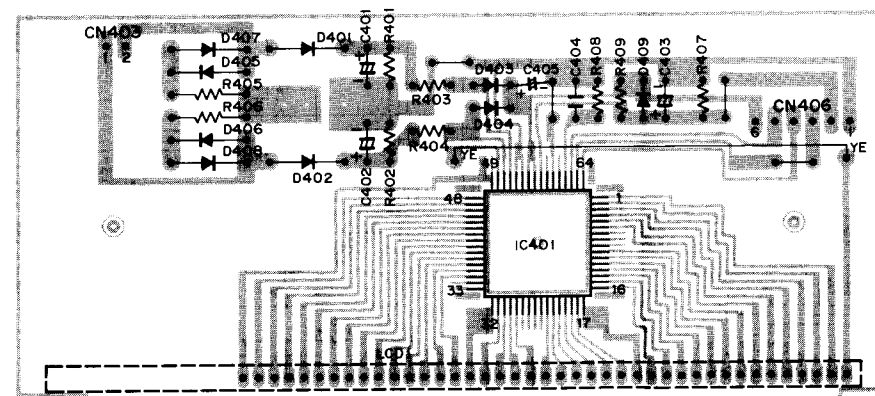 CN403
1 2
D407
D405
R405
R406
D406
D408
D401
D402
C401
R401
C402
R402
R403
R404
D403
D404
C405
C404
R408
R409
D409
C403
R407
CN406
6 1
YE YE
49 64
48 1
IC401
33 16
32 17
LCD